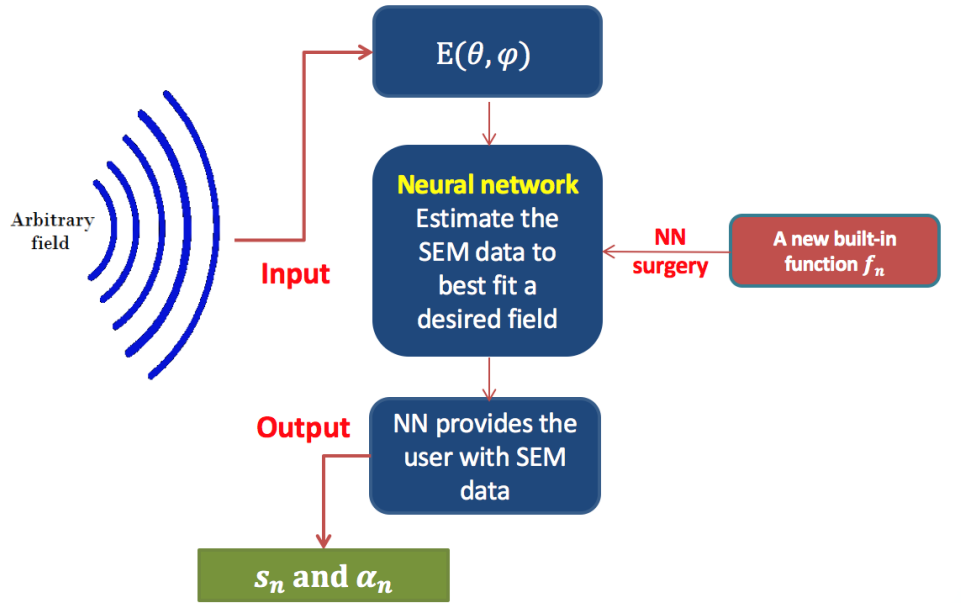 E(θ, φ)
Arbitrary
field
Input
Neural network
Estimate the
SEM data to
best fit a
desired field
NN
surgery
A new built-in
function fₙ
Output
NN provides the
user with SEM
data
sₙ and αₙ